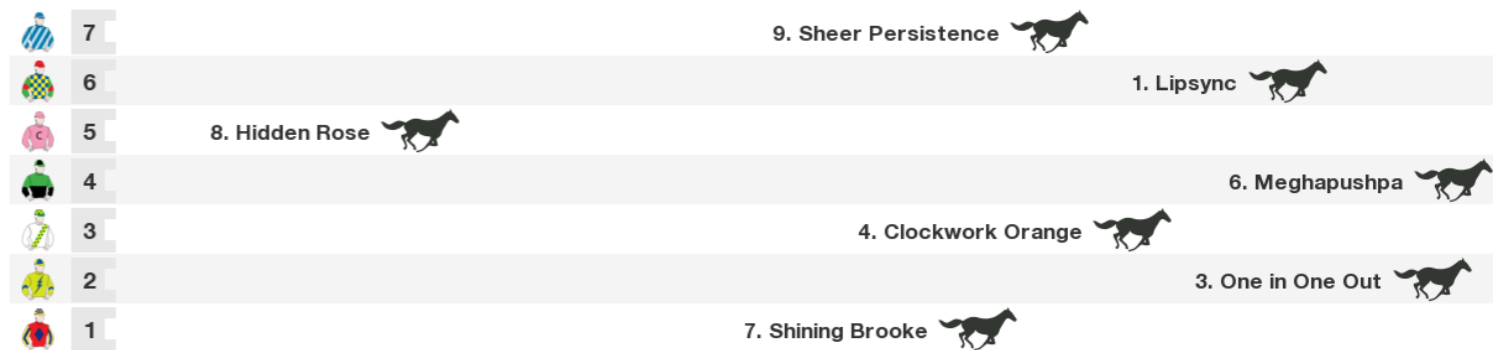 7 9. Sheer Persistence
6 1. Lipsync
C 5 8. Hidden Rose
4 6. Meghapushpa
3 4. Clockwork Orange
2 3. One in One Out
1 7. Shining Brooke